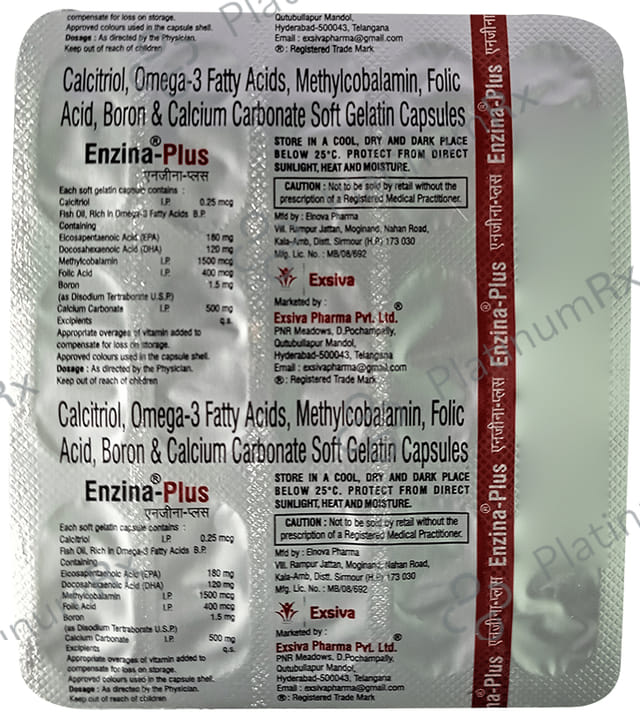 compensate for loss on storage.
Approved colours used in the capsule shell.
Dosage : As directed by the Physician.
Keep out of reach of children
Qutubullapur Mandol,
Hyderabad-500043, Telangana
Email : exsivapharma@gmail.com
® : Registered Trade Mark
Calcitriol, Omega-3 Fatty Acids, Methylcobalamin, Folic
Acid, Boron & Calcium Carbonate Soft Gelatin Capsules
Enzina®-Plus
एनजीना-प्लस
Each soft gelatin capsule contains :
Calcitriol I.P. 0.25 mcg
Fish Oil, Rich in Omega-3 Fatty Acids B.P.
Containing
Eicosapentaenoic Acid (EPA) 180 mg
Docosahexaenoic Acid (DHA) 120 mg
Methylcobalamin I.P. 1500 mcg
Folic Acid I.P. 400 mcg
Boron 1.5 mg
(as Disodium Tertraborate U.S.P.)
Calcium Carbonate I.P. 500 mg
Excipients q.s.
Appropriate overages of vitamin added to
compensate for loss on storage.
Approved colours used in the capsule shell.
Dosage : As directed by the Physician.
Keep out of reach of children
STORE IN A COOL, DRY AND DARK PLACE
BELOW 25°C. PROTECT FROM DIRECT
SUNLIGHT, HEAT AND MOISTURE.
CAUTION : Not to be sold by retail without the
prescription of a Registered Medical Practitioner.
Mfd by : Elnova Pharma
Vill. Rampur Jattan, Moginand, Nahan Road,
Kala-Amb, Distt. Sirmour (H.P.) 173 030
Mfg. Lic. No. : MB/08/692
Exsiva
Marketed by :
Exsiva Pharma Pvt. Ltd.®
PNR Meadows, D.Pochampally,
Qutubullapur Mandol,
Hyderabad-500043, Telangana
Email : exsivapharma@gmail.com
® : Registered Trade Mark
Calcitriol, Omega-3 Fatty Acids, Methylcobalamin, Folic
Acid, Boron & Calcium Carbonate Soft Gelatin Capsules
Enzina®-Plus
एनजीना-प्लस
Each soft gelatin capsule contains :
Calcitriol I.P. 0.25 mcg
Fish Oil, Rich in Omega-3 Fatty Acids B.P.
Containing
Eicosapentaenoic Acid (EPA) 180 mg
Docosahexaenoic Acid (DHA) 120 mg
Methylcobalamin I.P. 1500 mcg
Folic Acid I.P. 400 mcg
Boron 1.5 mg
(as Disodium Tertraborate U.S.P.)
Calcium Carbonate I.P. 500 mg
Excipients q.s.
Appropriate overages of vitamin added to
compensate for loss on storage.
Approved colours used in the capsule shell.
Dosage : As directed by the Physician.
Keep out of reach of children
STORE IN A COOL, DRY AND DARK PLACE
BELOW 25°C. PROTECT FROM DIRECT
SUNLIGHT, HEAT AND MOISTURE.
CAUTION : Not to be sold by retail without the
prescription of a Registered Medical Practitioner.
Mfd by : Elnova Pharma
Vill. Rampur Jattan, Moginand, Nahan Road,
Kala-Amb, Distt. Sirmour (H.P.) 173 030
Mfg. Lic. No. : MB/08/692
Exsiva
Marketed by :
Exsiva Pharma Pvt. Ltd.®
PNR Meadows, D.Pochampally,
Qutubullapur Mandol,
Hyderabad-500043, Telangana
Email : exsivapharma@gmail.com
® : Registered Trade Mark
na-Plus एनजीना-प्लस Enzina®-Plus एनजीना-प्लस Enzina®-Plus एनजीना-प्लस Enzina®-Plus एनजीना
PlatinumRx